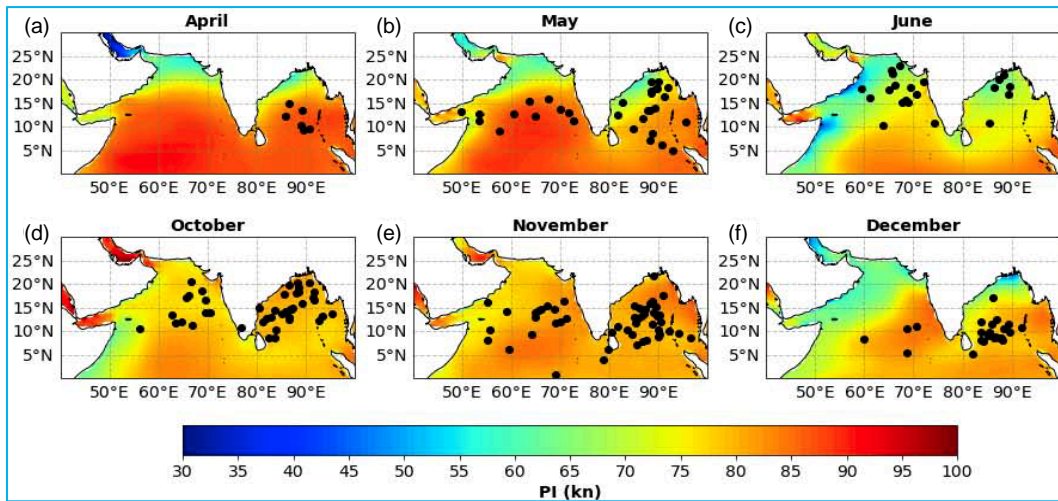 (a) April
(b) May
(c) June
25°N 25°N 25°N
20°N 20°N 20°N
15°N 15°N 15°N
10°N 10°N 10°N
5°N 5°N 5°N
50°E 60°E 70°E 80°E 90°E 50°E 60°E 70°E 80°E 90°E 50°E 60°E 70°E 80°E 90°E
(d) October
(e) November
(f) December
25°N 25°N 25°N
20°N 20°N 20°N
15°N 15°N 15°N
10°N 10°N 10°N
5°N 5°N 5°N
50°E 60°E 70°E 80°E 90°E 50°E 60°E 70°E 80°E 90°E 50°E 60°E 70°E 80°E 90°E
30 35 40 45 50 55 60 65 70 75 80 85 90 95 100
PI (kn)